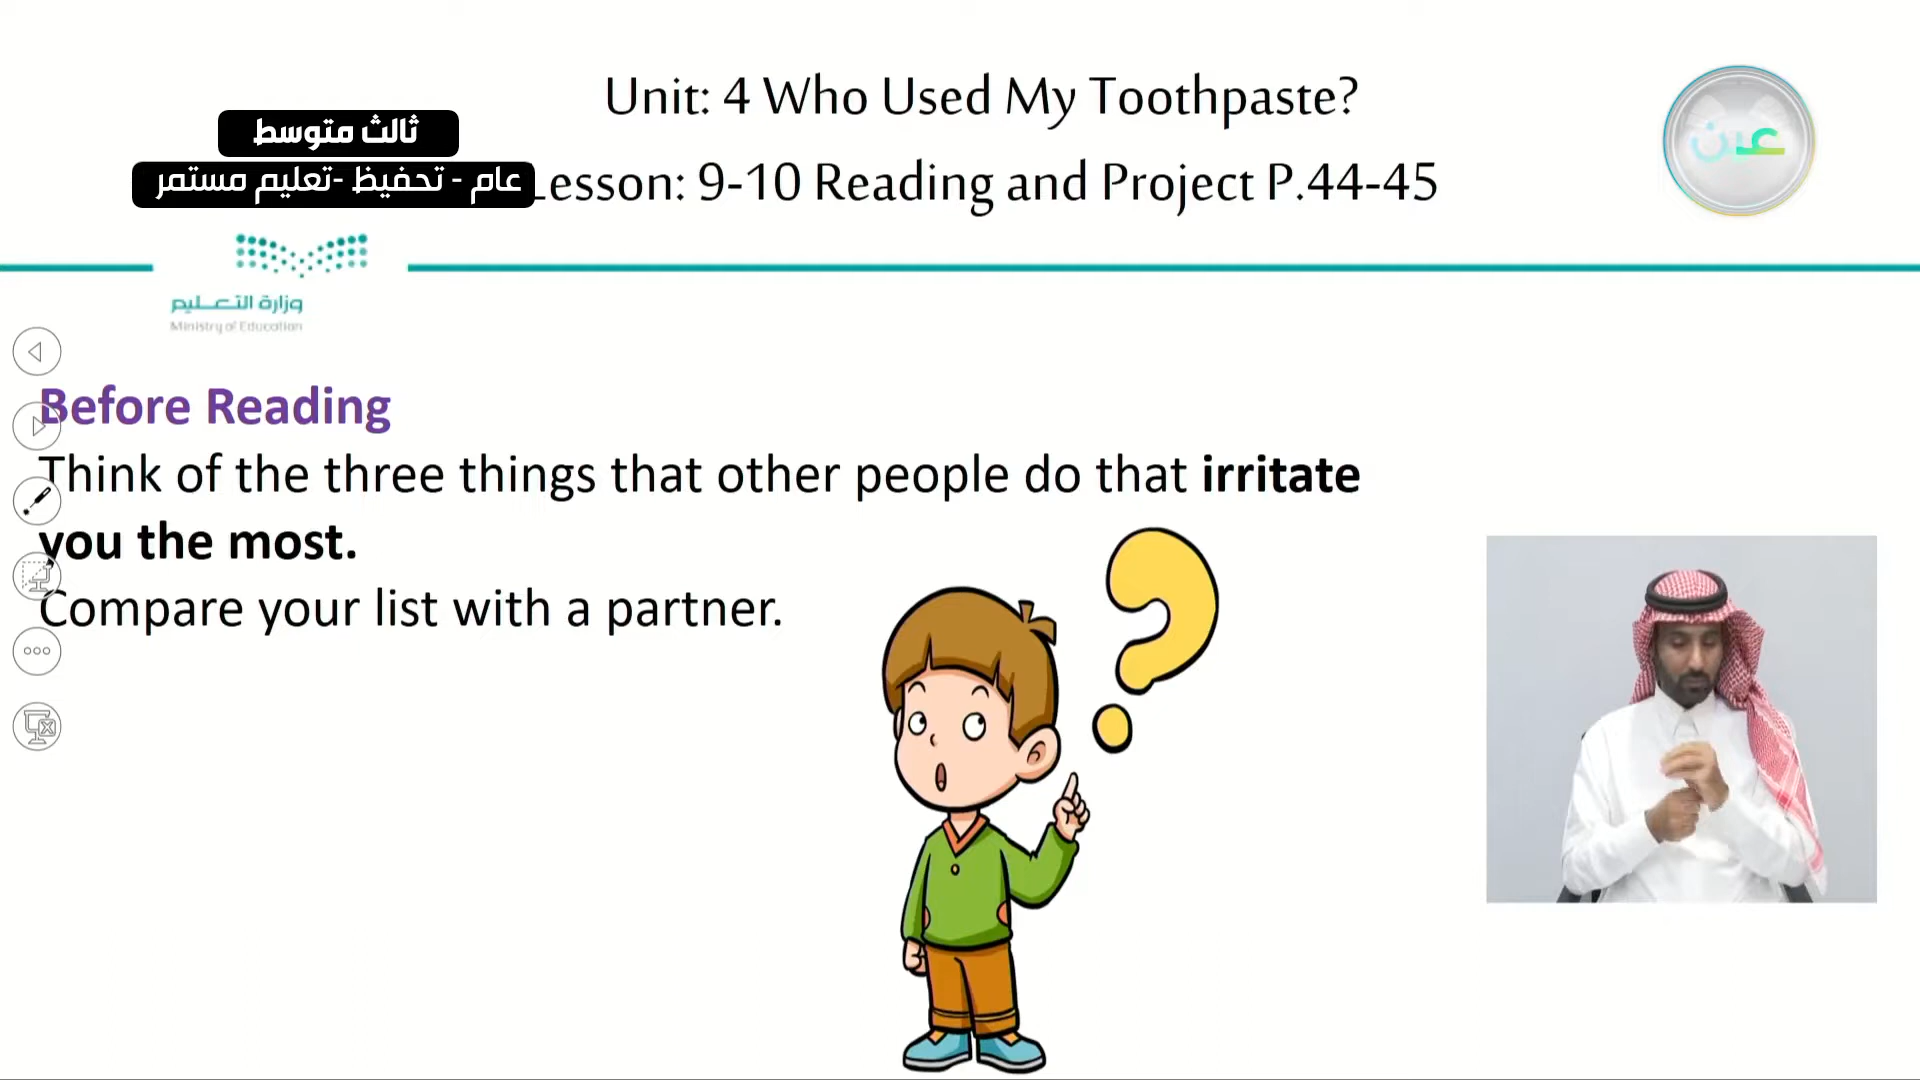 Unit: 4 Who Used My Toothpaste?
ثالث متوسط
عام - تحفيظ -تعليم مستمر
Lesson: 9-10 Reading and Project P.44-45
عين
وزارة التعليم
Ministry of Education
Before Reading
Think of the three things that other people do that irritate
you the most.
Compare your list with a partner.